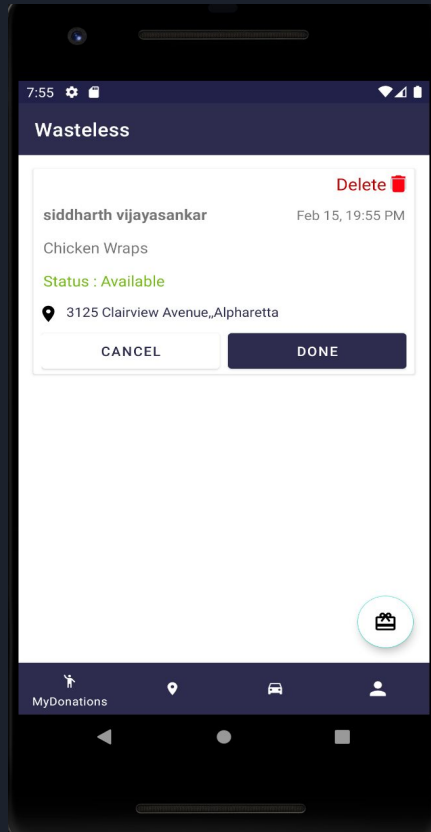 7:55
Wasteless
Delete
siddharth vijayasankar Feb 15, 19:55 PM
Chicken Wraps
Status : Available
3125 Clairview Avenue,,Alpharetta
CANCEL DONE
MyDonations